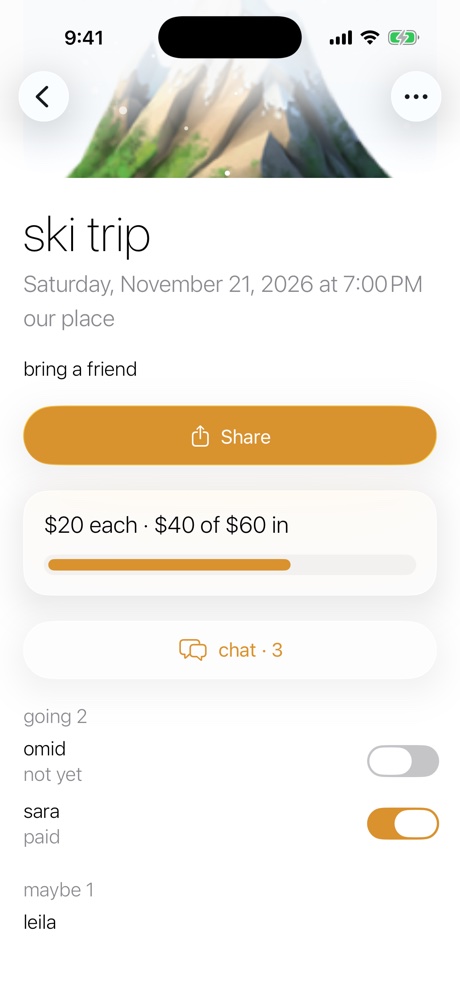 9:41
ski trip
Saturday, November 21, 2026 at 7:00 PM
our place
bring a friend
Share
$20 each · $40 of $60 in
chat · 3
going 2
omid
not yet
sara
paid
maybe 1
leila